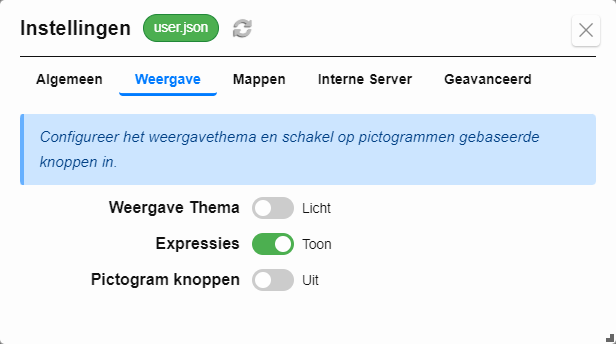 Instellingen user.json
Algemeen Weergave Mappen Interne Server Geavanceerd
Configureer het weergavethema en schakel op pictogrammen gebaseerde
knoppen in.
Weergave Thema Licht
Expressies Toon
Pictogram knoppen Uit